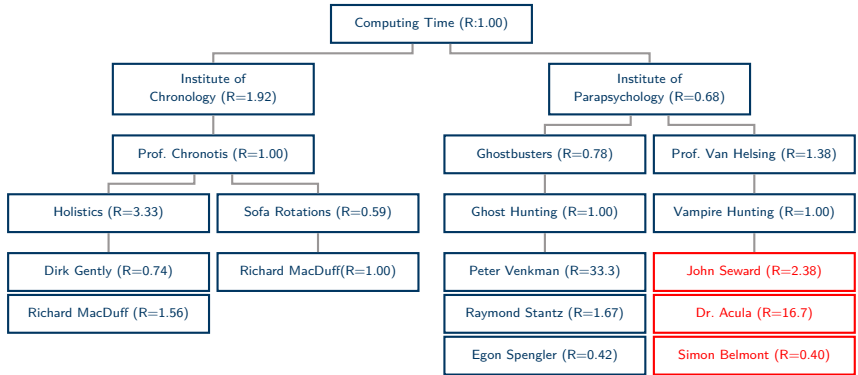 Computing Time (R:1.00)
Institute of
Chronology (R=1.92)
Institute of
Parapsychology (R=0.68)
Prof. Chronotis (R=1.00)
Ghostbusters (R=0.78)
Prof. Van Helsing (R=1.38)
Holistics (R=3.33)
Sofa Rotations (R=0.59)
Ghost Hunting (R=1.00)
Vampire Hunting (R=1.00)
Dirk Gently (R=0.74)
Richard MacDuff(R=1.00)
Peter Venkman (R=33.3)
John Seward (R=2.38)
Richard MacDuff (R=1.56)
Raymond Stantz (R=1.67)
Dr. Acula (R=16.7)
Egon Spengler (R=0.42)
Simon Belmont (R=0.40)